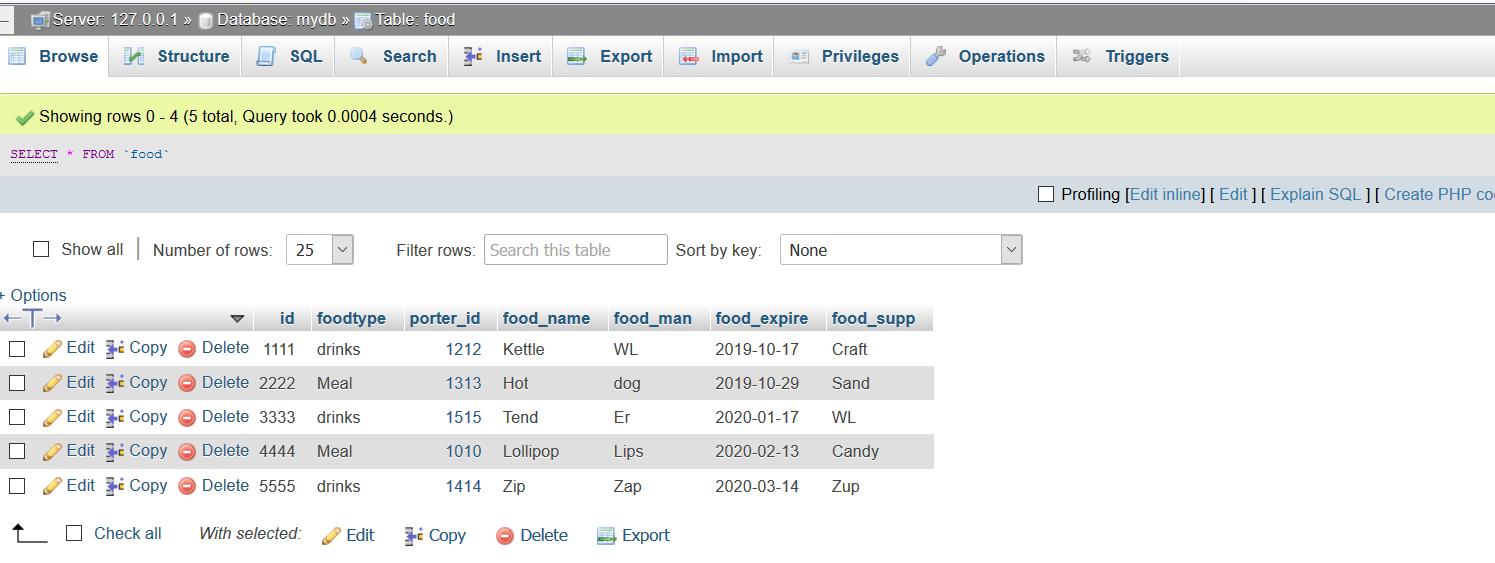 Server: 127.0.0.1 » Database: mydb » Table: food
Browse Structure SQL Search Insert Export Import Privileges Operations Triggers
Showing rows 0 - 4 (5 total, Query took 0.0004 seconds.)
SELECT * FROM `food`
Profiling [Edit inline] [ Edit ] [ Explain SQL ] [ Create PHP co
Show all | Number of rows: 25 Filter rows: Search this table Sort by key: None
+ Options
←T→ id foodtype porter_id food_name food_man food_expire food_supp
Edit Copy Delete 1111 drinks 1212 Kettle WL 2019-10-17 Craft
Edit Copy Delete 2222 Meal 1313 Hot dog 2019-10-29 Sand
Edit Copy Delete 3333 drinks 1515 Tend Er 2020-01-17 WL
Edit Copy Delete 4444 Meal 1010 Lollipop Lips 2020-02-13 Candy
Edit Copy Delete 5555 drinks 1414 Zip Zap 2020-03-14 Zup
Check all With selected: Edit Copy Delete Export